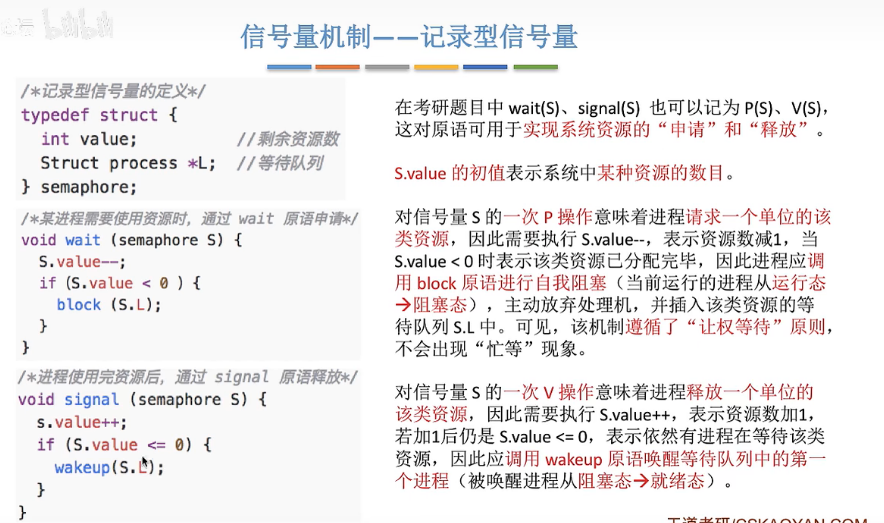 信号量机制——记录型信号量
/*记录型信号量的定义*/
typedef struct {
int value; //剩余资源数
Struct process *L; //等待队列
} semaphore;
/*某进程需要使用资源时，通过 wait 原语申请*/
void wait (semaphore S) {
S.value--;
if (S.value < 0 ) {
block (S.L);
}
}
/*进程使用完资源后，通过 signal 原语释放*/
void signal (semaphore S) {
s.value++;
if (S.value <= 0) {
wakeup(S.L);
}
}
在考研题目中 wait(S)、signal(S) 也可以记为 P(S)、V(S)，
这对原语可用于实现系统资源的“申请”和“释放”。
S.value 的初值表示系统中某种资源的数目。
对信号量 S 的一次 P 操作意味着进程请求一个单位的该
类资源，因此需要执行 S.value--，表示资源数减1，当
S.value < 0 时表示该类资源已分配完毕，因此进程应调
用 block 原语进行自我阻塞（当前运行的进程从运行态
→阻塞态），主动放弃处理机，并插入该类资源的等
待队列 S.L 中。可见，该机制遵循了“让权等待”原则，
不会出现“忙等”现象。
对信号量 S 的一次 V 操作意味着进程释放一个单位的
该类资源，因此需要执行 S.value++，表示资源数加1，
若加1后仍是 S.value <= 0，表示依然有进程在等待该类
资源，因此应调用 wakeup 原语唤醒等待队列中的第一
个进程（被唤醒进程从阻塞态→就绪态）。
王道考研/CSKAOYAN.COM